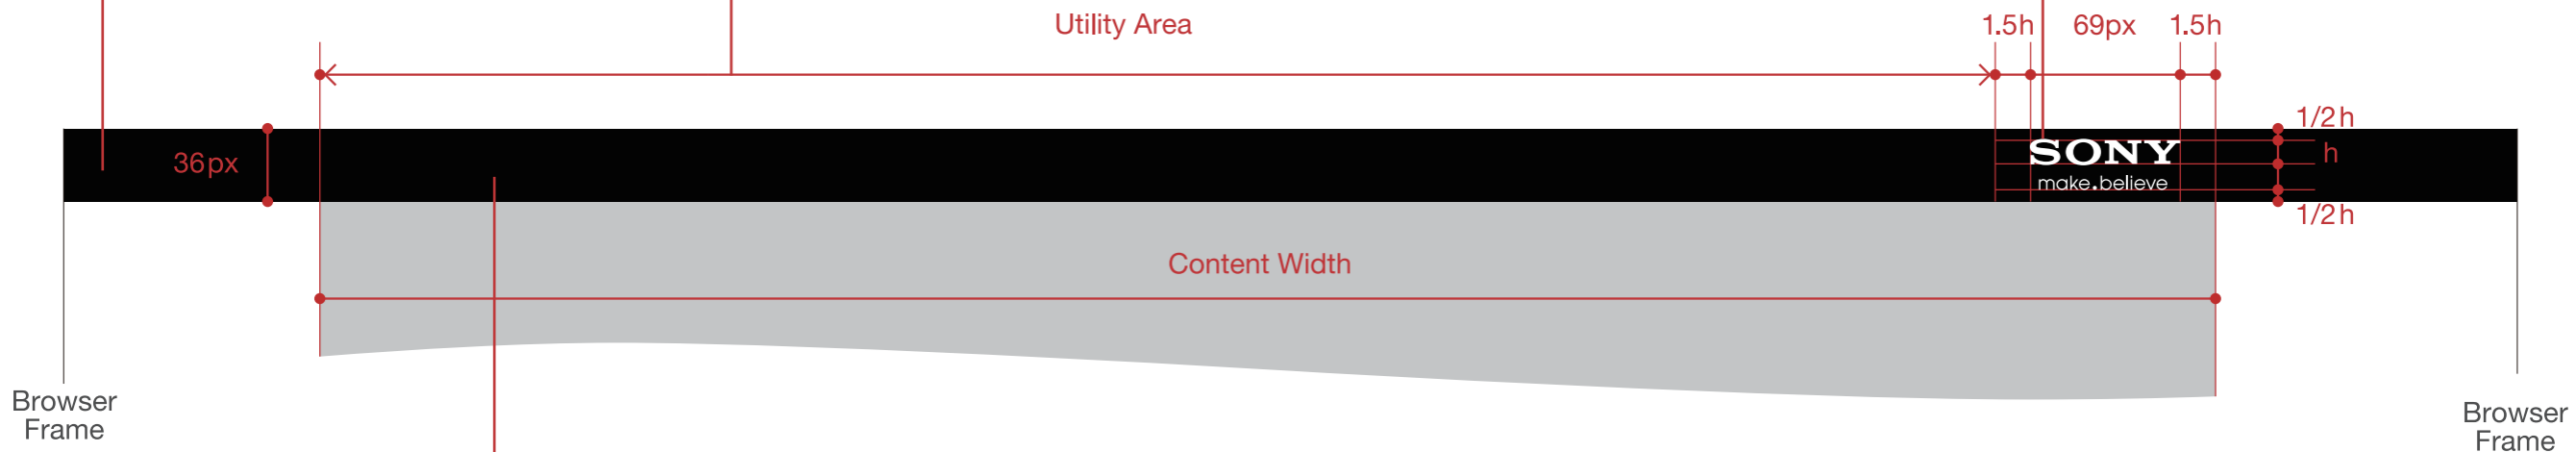 Utility Area
1.5h 69px 1.5h
1/2h
36px
SONY
h
make.believe
1/2h
Content Width
Browser
Frame
Browser
Frame